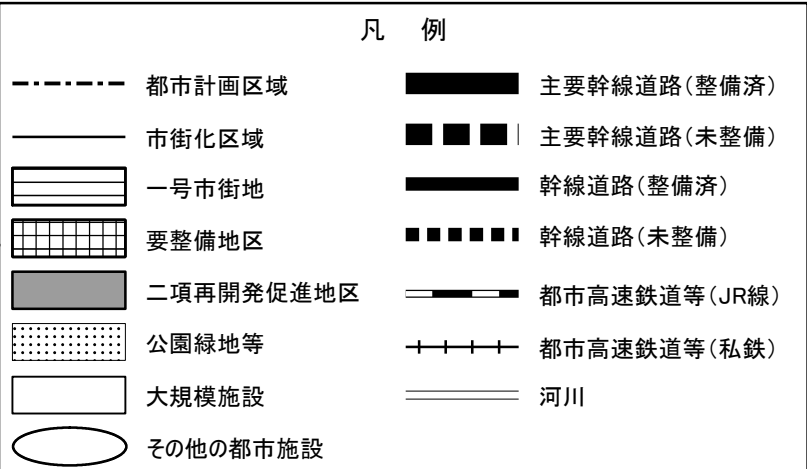 凡 例
都市計画区域
市街化区域
一号市街地
要整備地区
二項再開発促進地区
公園緑地等
大規模施設
その他の都市施設
主要幹線道路(整備済)
主要幹線道路(未整備)
幹線道路(整備済)
幹線道路(未整備)
都市高速鉄道等(JR線)
都市高速鉄道等(私鉄)
河川